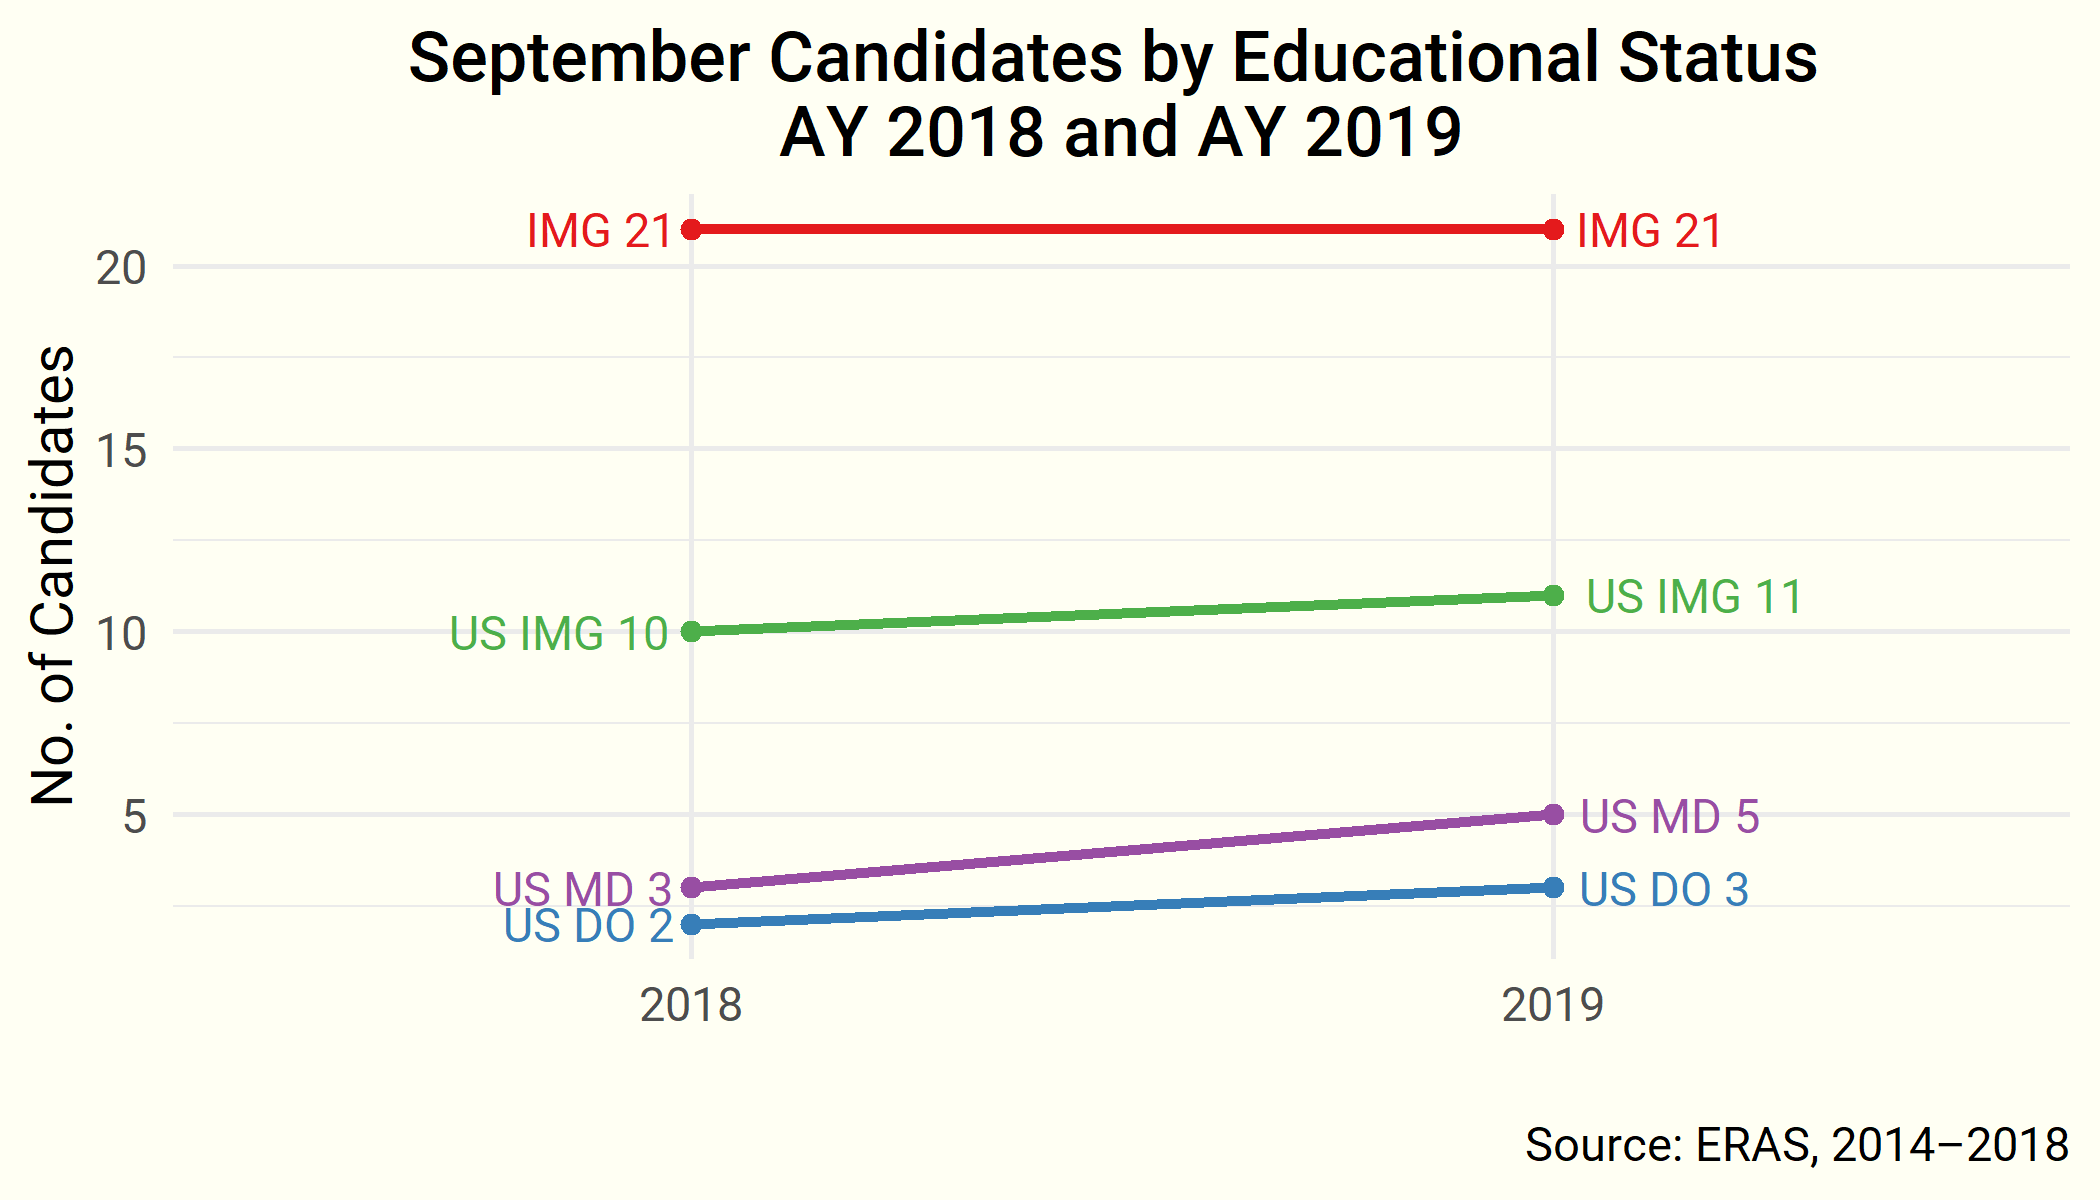 September Candidates by Educational Status
AY 2018 and AY 2019
No. of Candidates
20
15
10
5
IMG 21
IMG 21
US IMG 10
US IMG 11
US MD 3
US MD 5
US DO 2
US DO 3
2018
2019
Source: ERAS, 2014–2018